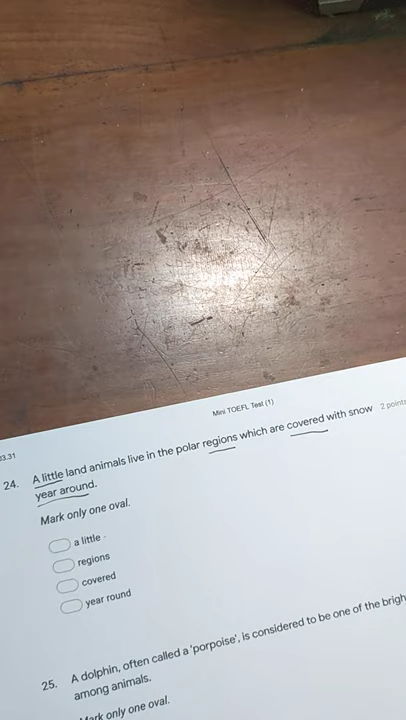 Mini TOEFL Test (1)
03.31
24. A little land animals live in the polar regions which are covered with snow 2 points
year around.
Mark only one oval.
a little
regions
covered
year round
25. A dolphin, often called a 'porpoise', is considered to be one of the
among animals.
Mark only one oval.